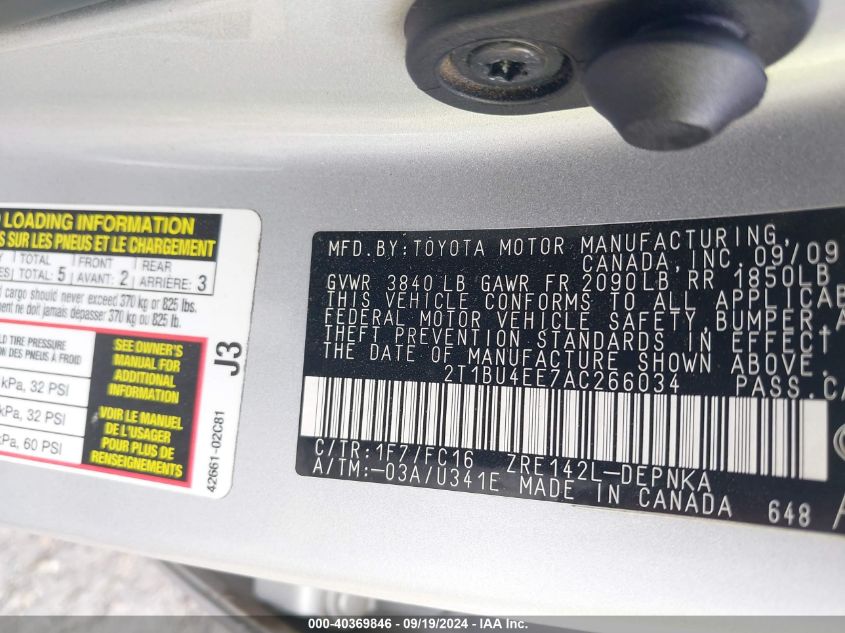 LOADING INFORMATION
S SUR LES PNEUS ET LE CHARGEMENT
TOTAL FRONT REAR
TOTAL: 5 AVANT: 2 ARRIÈRE: 3
cargo should never exceed 370 kg or 825 lbs.
ne doit jamais dépasser 370 kg ou 825 lb.
TIRE PRESSURE
DES PNEUS À FROID
kPa, 32 PSI
kPa, 32 PSI
kPa, 60 PSI
SEE OWNER'S
MANUAL FOR
ADDITIONAL
INFORMATION
VOIR LE MANUEL
DE L'USAGER
POUR PLUS DE
RENSEIGNEMENTS
J3
42661-02C81
MFD.BY:TOYOTA MOTOR MANUFACTURING,
CANADA,INC.09/09
GVWR 3840 LB GAWR FR 2090LB RR 1850LB
THIS VEHICLE CONFORMS TO ALL APPLICAB
FEDERAL MOTOR VEHICLE SAFETY,BUMPER,A
THEFT PREVENTION STANDARDS IN EFFECT
THE DATE OF MANUFACTURE SHOWN ABOVE.
2T1BU4EE7AC266034 PASS.CA
C/TR:1F7/FC16 ZRE142L-DEPNKA
A/TM:-03A/U341E MADE IN CANADA 648
000-40369846 - 09/19/2024 - IAA Inc.